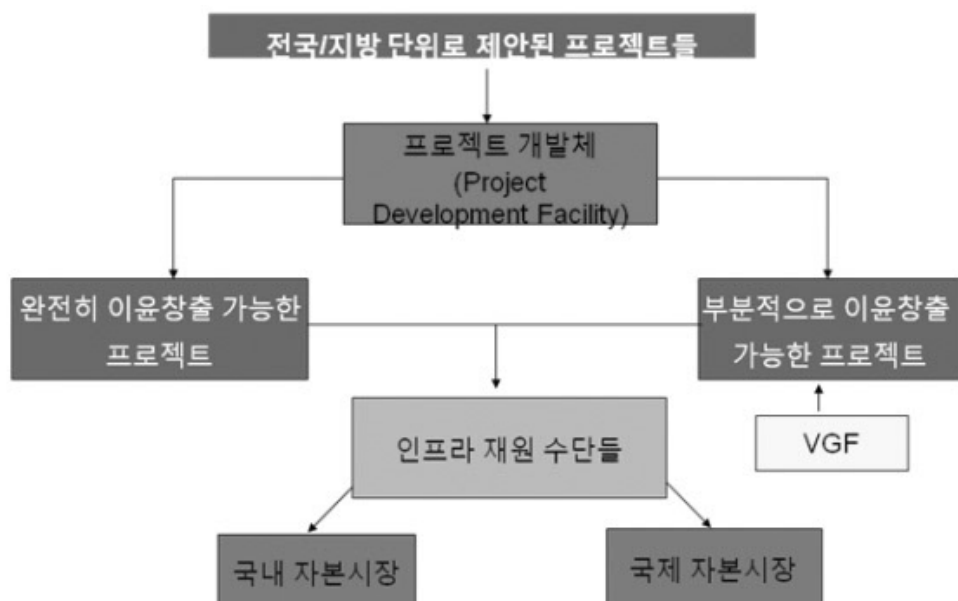 전국/지방 단위로 제안된 프로젝트들
프로젝트 개발체
(Project
Development Facility)
완전히 이윤창출 가능한
프로젝트
부분적으로 이윤창출
가능한 프로젝트
VGF
인프라 재원 수단들
국내 자본시장
국제 자본시장